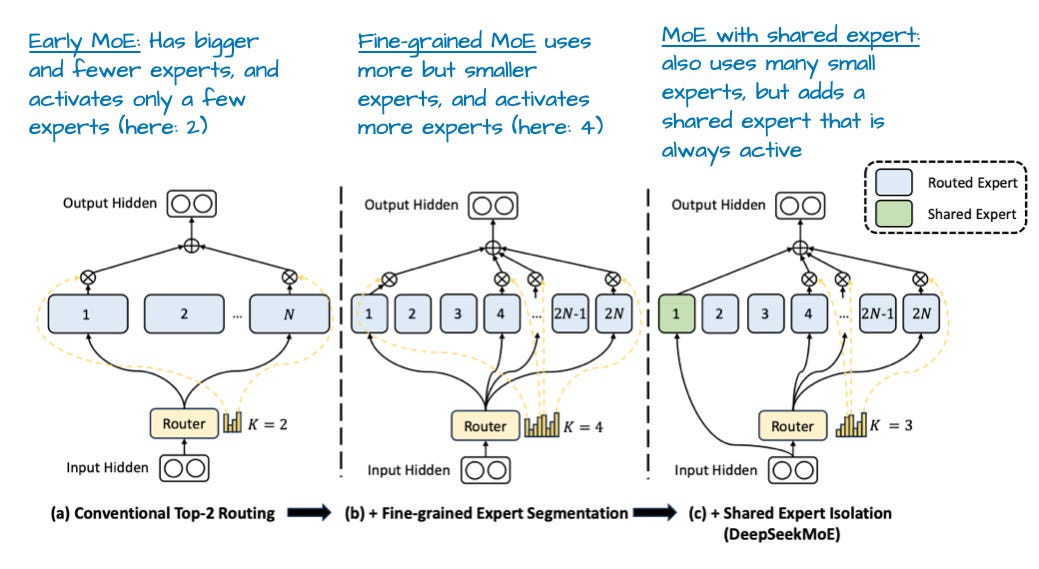 Early MoE: Has bigger
and fewer experts, and
activates only a few
experts (here: 2)
Fine-grained MoE uses
more but smaller
experts, and activates
more experts (here: 4)
MoE with shared expert:
also uses many small
experts, but adds a
shared expert that is
always active
Routed Expert
Shared Expert
Output Hidden
1
2
...
N
Router
K = 2
Input Hidden
(a) Conventional Top-2 Routing
Output Hidden
1
2
3
4
...
2N-1
2N
Router
K = 4
Input Hidden
(b) + Fine-grained Expert Segmentation
Output Hidden
1
2
3
4
...
2N-1
2N
Router
K = 3
Input Hidden
(c) + Shared Expert Isolation
(DeepSeekMoE)